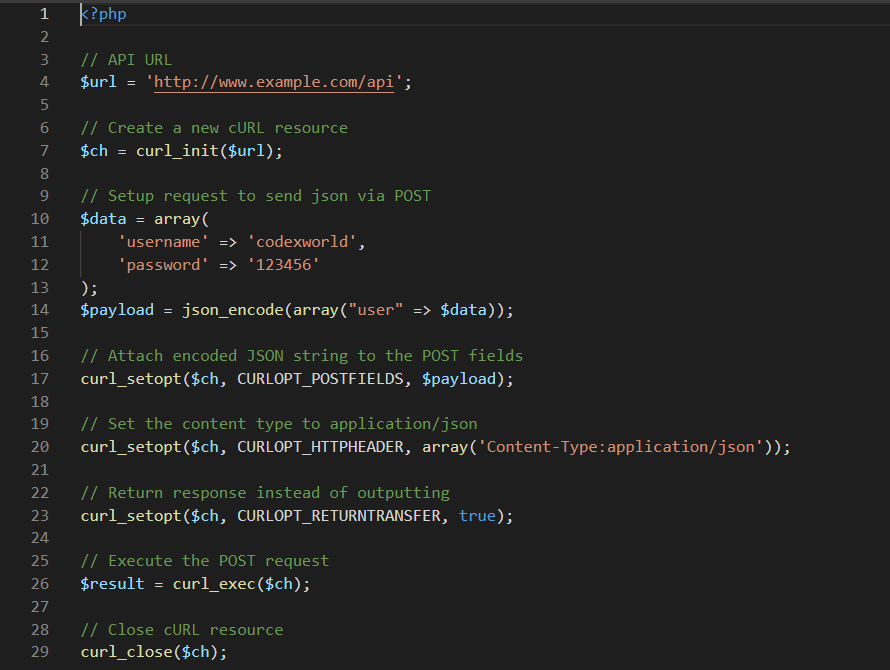 1 <?php
2
3 // API URL
4 $url = 'http://www.example.com/api';
5
6 // Create a new cURL resource
7 $ch = curl_init($url);
8
9 // Setup request to send json via POST
10 $data = array(
11     'username' => 'codexworld',
12     'password' => '123456'
13 );
14 $payload = json_encode(array("user" => $data));
15
16 // Attach encoded JSON string to the POST fields
17 curl_setopt($ch, CURLOPT_POSTFIELDS, $payload);
18
19 // Set the content type to application/json
20 curl_setopt($ch, CURLOPT_HTTPHEADER, array('Content-Type:application/json'));
21
22 // Return response instead of outputting
23 curl_setopt($ch, CURLOPT_RETURNTRANSFER, true);
24
25 // Execute the POST request
26 $result = curl_exec($ch);
27
28 // Close cURL resource
29 curl_close($ch);